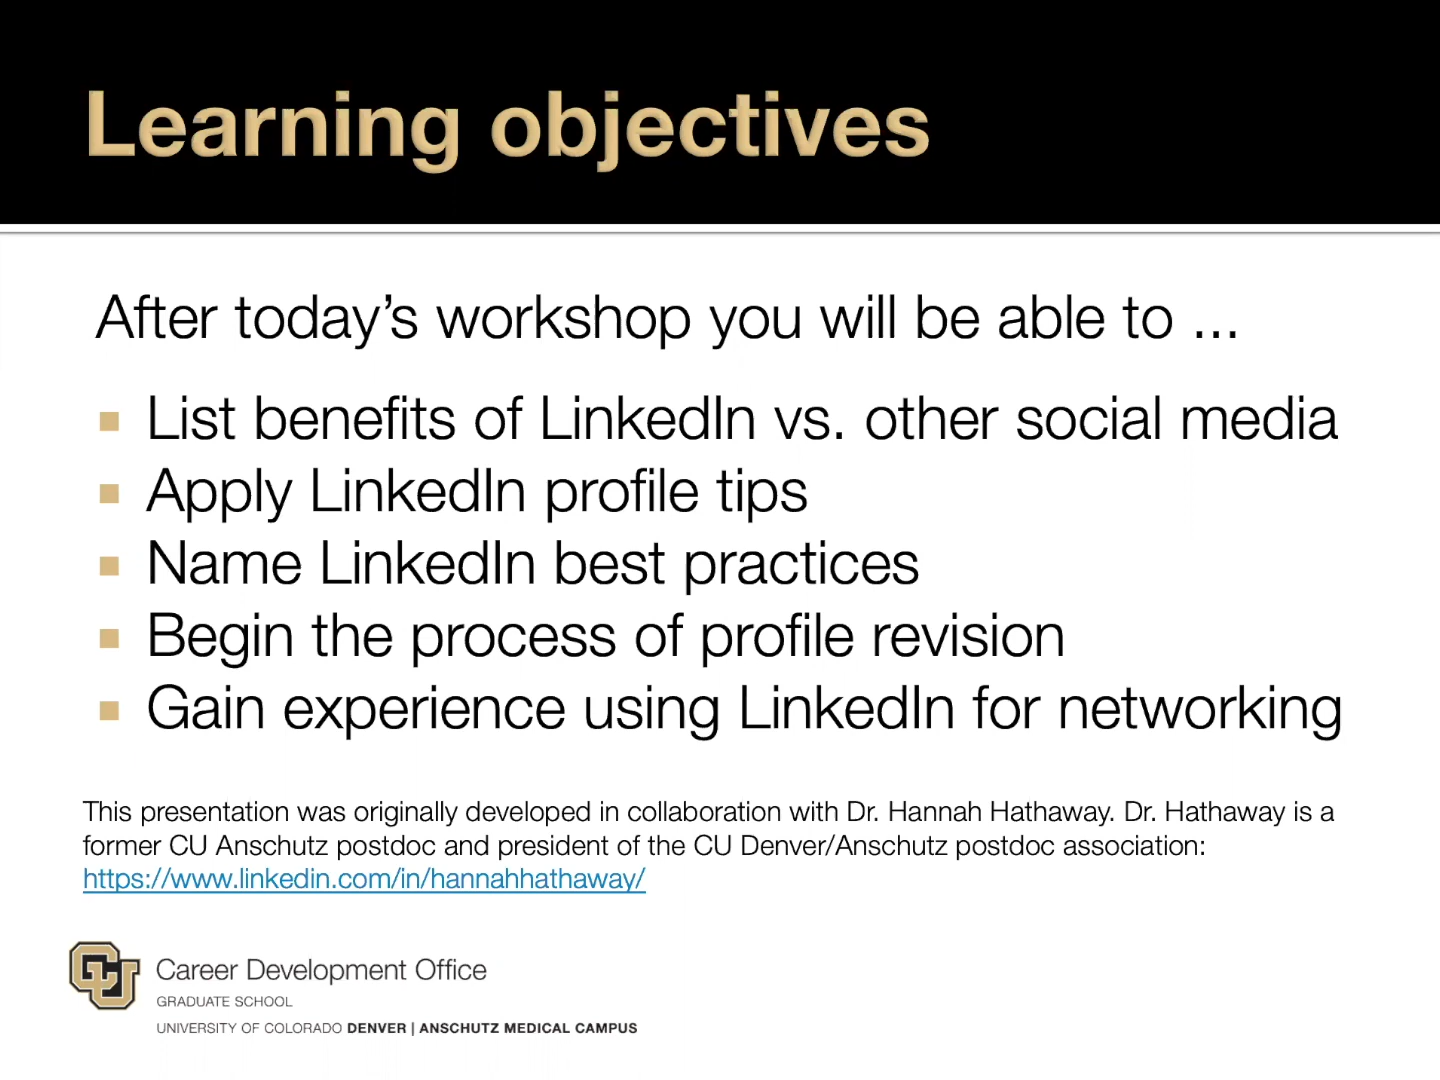 Learning objectives
After today’s workshop you will be able to ...
List benefits of LinkedIn vs. other social media
Apply LinkedIn profile tips
Name LinkedIn best practices
Begin the process of profile revision
Gain experience using LinkedIn for networking
This presentation was originally developed in collaboration with Dr. Hannah Hathaway. Dr. Hathaway is a
former CU Anschutz postdoc and president of the CU Denver/Anschutz postdoc association:
https://www.linkedin.com/in/hannahhathaway/
CU
Career Development Office
GRADUATE SCHOOL
UNIVERSITY OF COLORADO DENVER | ANSCHUTZ MEDICAL CAMPUS